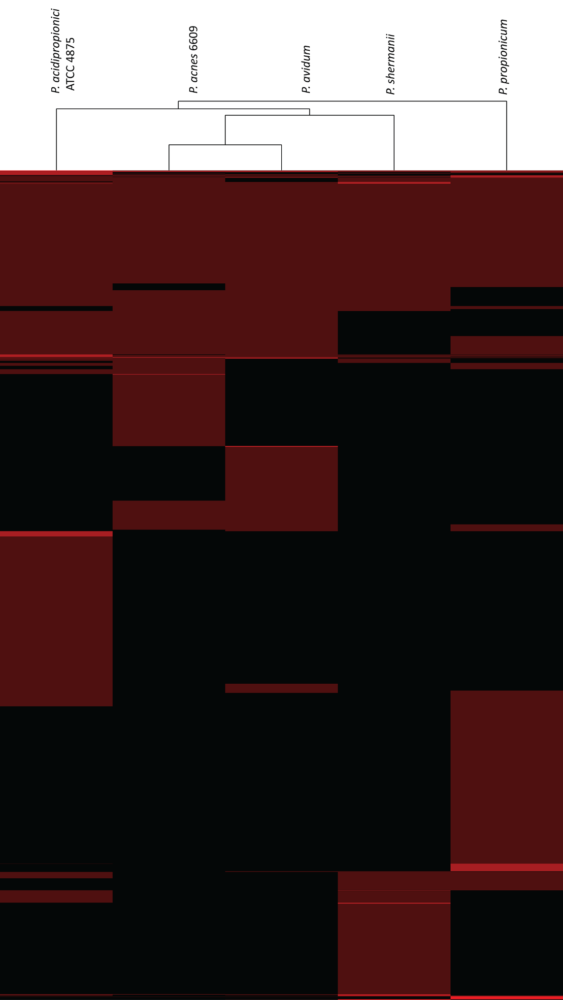 P. acidipropionici
ATCC 4875
P. acnes 6609
P. avidum
P. shermanii
P. propionicum